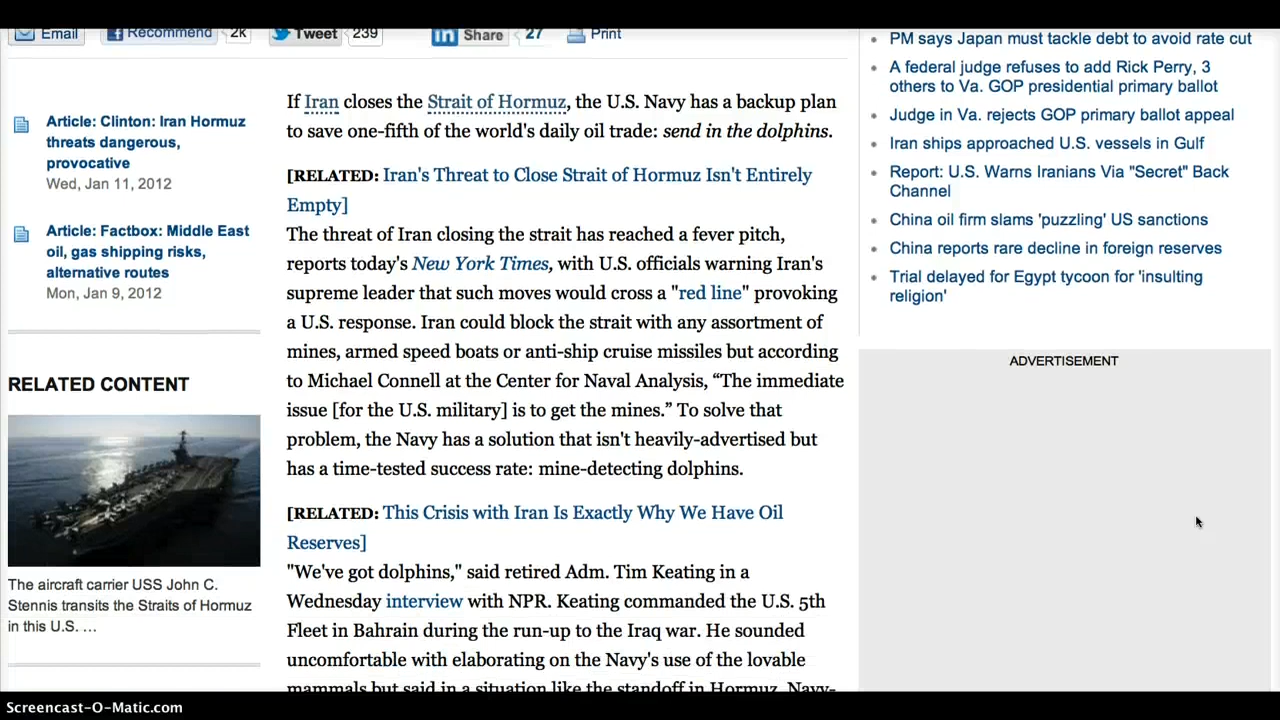 Email
Recommend
2k
Tweet
239
Share
27
Print
Article: Clinton: Iran Hormuz
threats dangerous,
provocative
Wed, Jan 11, 2012
Article: Factbox: Middle East
oil, gas shipping risks,
alternative routes
Mon, Jan 9, 2012
RELATED CONTENT
The aircraft carrier USS John C.
Stennis transits the Straits of Hormuz
in this U.S. ...
If Iran closes the Strait of Hormuz, the U.S. Navy has a backup plan
to save one-fifth of the world's daily oil trade: send in the dolphins.
[RELATED: Iran's Threat to Close Strait of Hormuz Isn't Entirely
Empty]
The threat of Iran closing the strait has reached a fever pitch,
reports today's New York Times, with U.S. officials warning Iran's
supreme leader that such moves would cross a "red line" provoking
a U.S. response. Iran could block the strait with any assortment of
mines, armed speed boats or anti-ship cruise missiles but according
to Michael Connell at the Center for Naval Analysis, “The immediate
issue [for the U.S. military] is to get the mines.” To solve that
problem, the Navy has a solution that isn't heavily-advertised but
has a time-tested success rate: mine-detecting dolphins.
[RELATED: This Crisis with Iran Is Exactly Why We Have Oil
Reserves]
"We've got dolphins," said retired Adm. Tim Keating in a
Wednesday interview with NPR. Keating commanded the U.S. 5th
Fleet in Bahrain during the run-up to the Iraq war. He sounded
uncomfortable with elaborating on the Navy's use of the lovable
mammals but said in a situation like the standoff in Hormuz, Navy-
PM says Japan must tackle debt to avoid rate cut
A federal judge refuses to add Rick Perry, 3
others to Va. GOP presidential primary ballot
Judge in Va. rejects GOP primary ballot appeal
Iran ships approached U.S. vessels in Gulf
Report: U.S. Warns Iranians Via "Secret" Back
Channel
China oil firm slams 'puzzling' US sanctions
China reports rare decline in foreign reserves
Trial delayed for Egypt tycoon for 'insulting
religion'
ADVERTISEMENT
Screencast-O-Matic.com